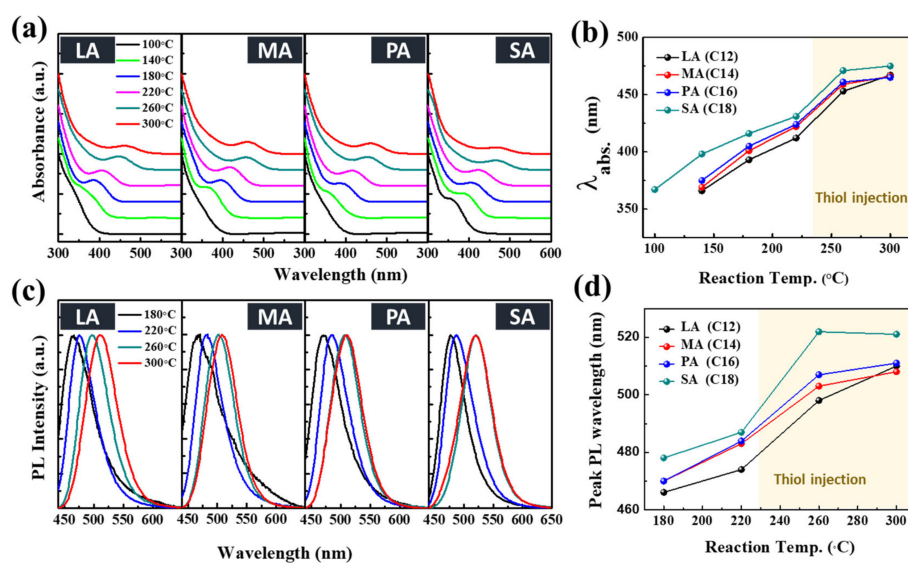 (a)
LA
MA
PA
SA
100°C
140°C
180°C
220°C
260°C
300°C
Absorbance (a.u.)
300 400 500 300 400 500 300 400 500 300 400 500 600
Wavelength (nm)
(b)
LA (C12)
MA(C14)
PA (C16)
SA (C18)
Thiol injection
λ abs. (nm)
500
450
400
350
100 150 200 250 300
Reaction Temp. (°C)
(c)
LA
MA
PA
SA
180°C
220°C
260°C
300°C
PL Intensity (a.u.)
450 500 550 600 450 500 550 600 450 500 550 600 450 500 550 600 650
Wavelength (nm)
(d)
LA (C12)
MA (C14)
PA (C16)
SA (C18)
Thiol injection
Peak PL wavelength (nm)
520
500
480
460
180 200 220 240 260 280 300
Reaction Temp. (°C)